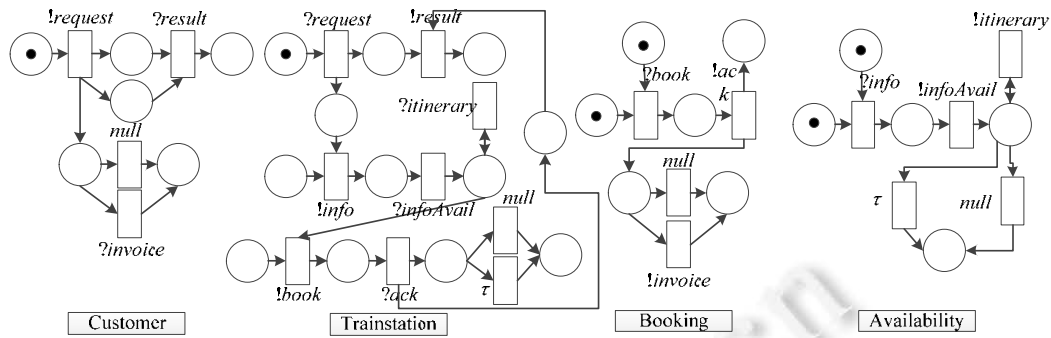 !request
?result
null
?invoice
Customer
?request
!result
?itinerary
!info
?infoAvail
null
!book
?ack
τ
Trainstation
?book
!ac
k
null
!invoice
Booking
!itinerary
?info
!infoAvail
τ
null
Availability